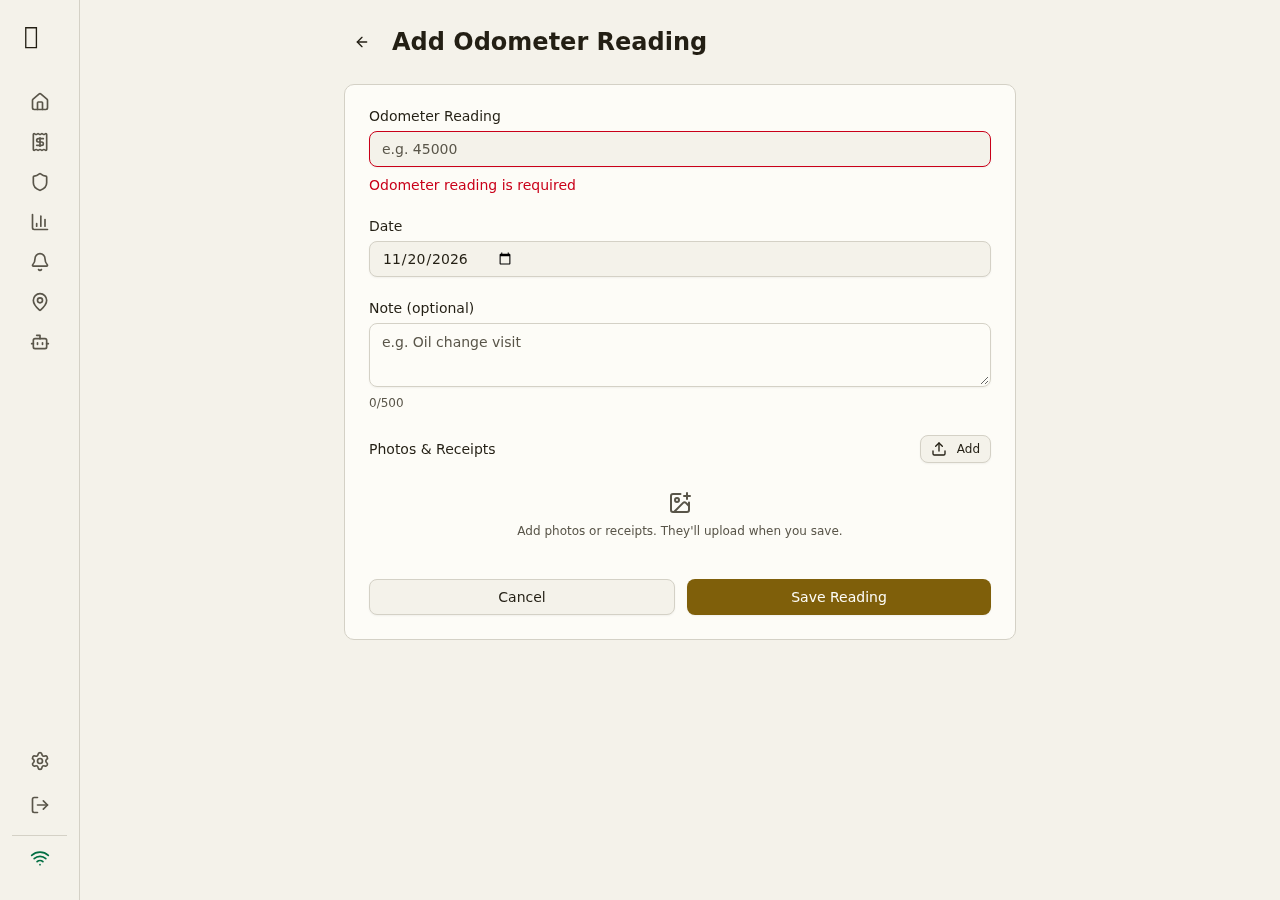 Add Odometer Reading
Odometer Reading
e.g. 45000
Odometer reading is required
Date
11/20/2026
Note (optional)
e.g. Oil change visit
0/500
Photos & Receipts
Add
Add photos or receipts. They'll upload when you save.
Cancel
Save Reading